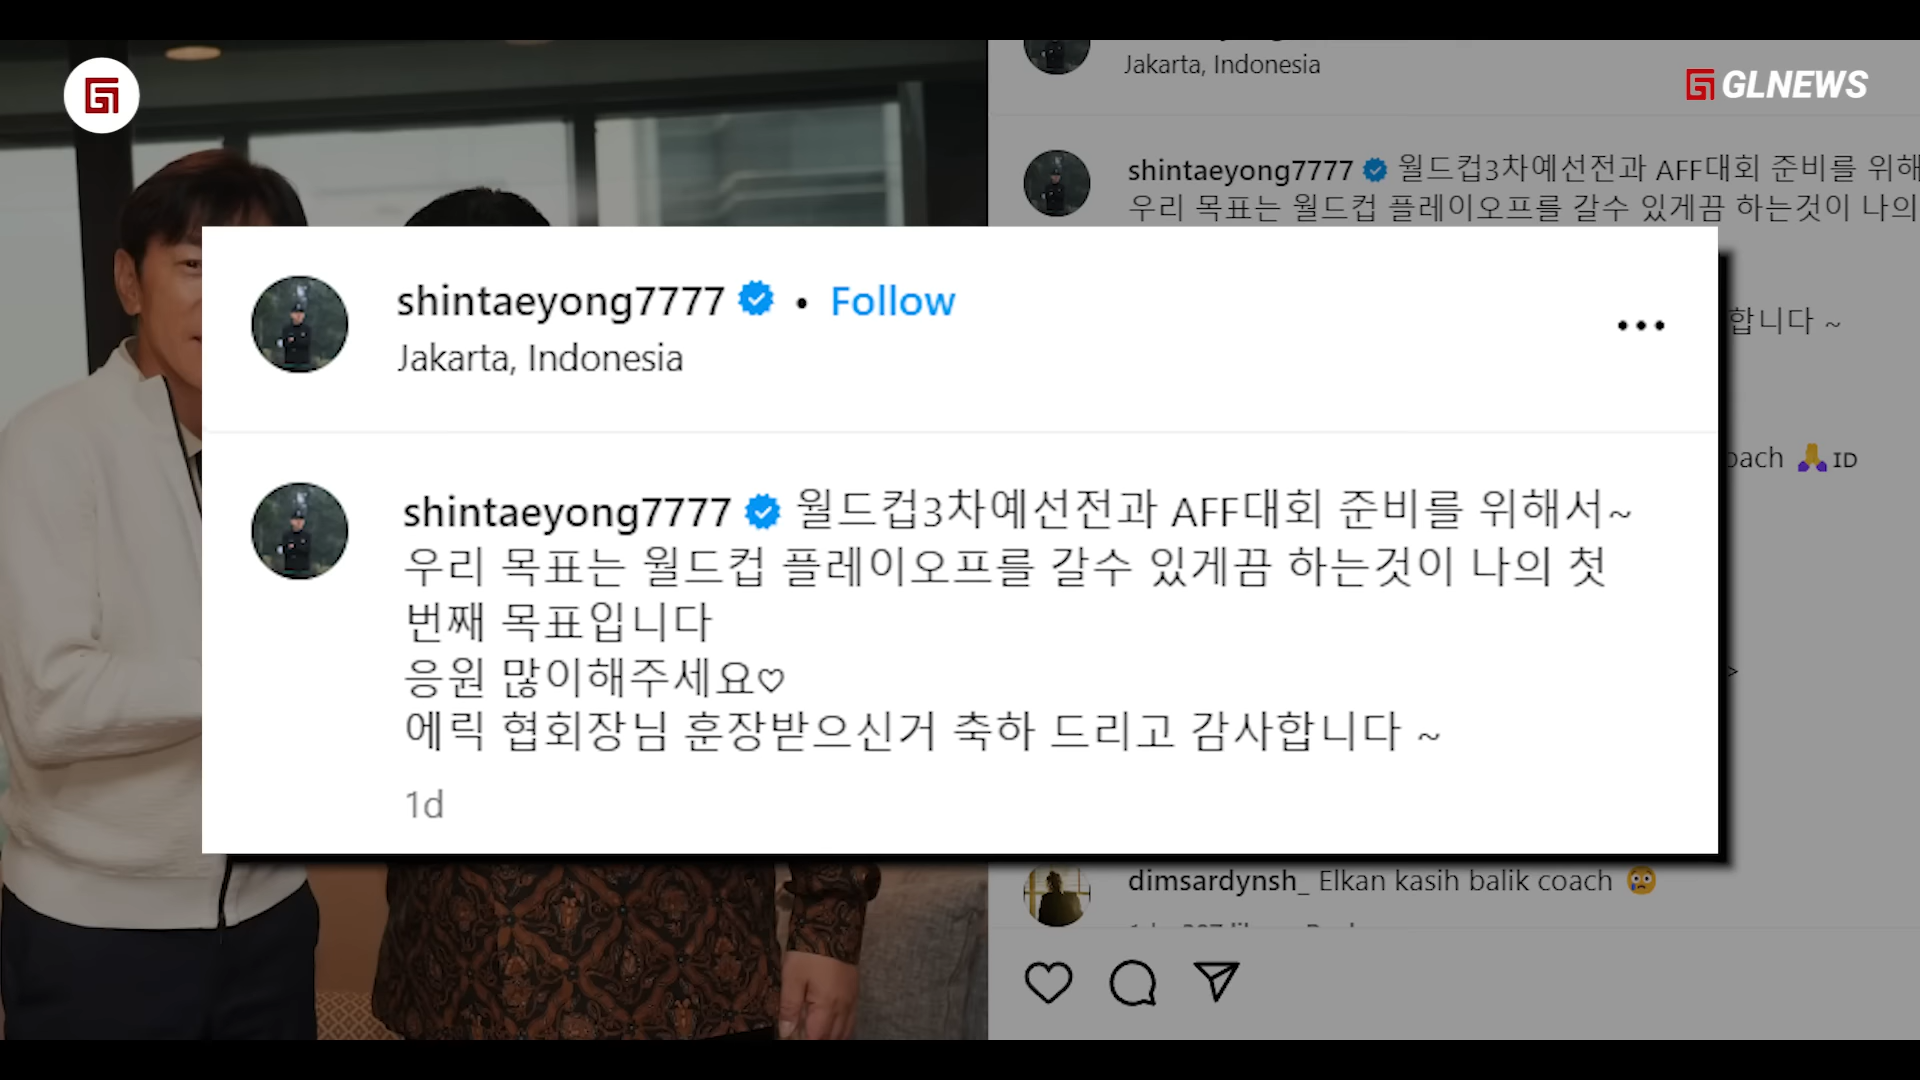 GLNEWS
Jakarta, Indonesia
shintaeyong7777 월드컵3차예선전과 AFF대회 준비를 위해
우리 목표는 월드컵 플레이오프를 갈수 있게끔 하는것이 나의
합니다 ~
shintaeyong7777 • Follow
Jakarta, Indonesia
shintaeyong7777 월드컵3차예선전과 AFF대회 준비를 위해서~
우리 목표는 월드컵 플레이오프를 갈수 있게끔 하는것이 나의 첫
번째 목표입니다
응원 많이해주세요♡
에릭 협회장님 훈장받으신거 축하 드리고 감사합니다 ~
1d
🙏 ID
dimsardynsh_ Elkan kasih balik coach 😢